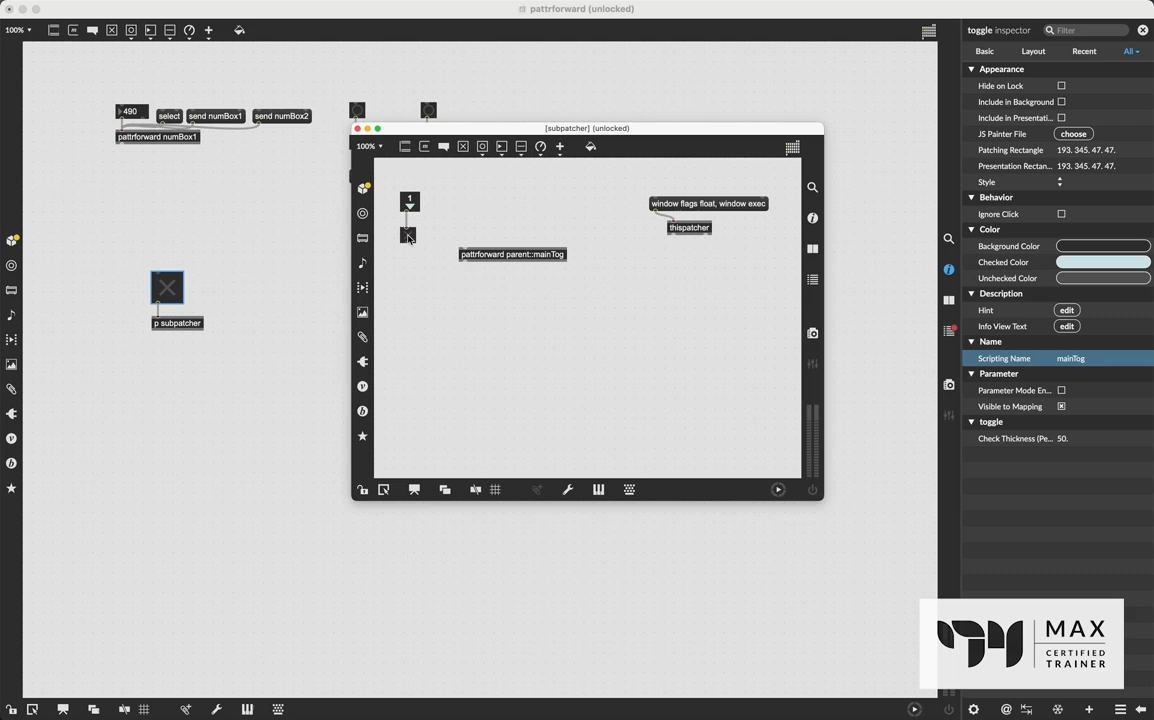 pattrforward (unlocked)
100%
490
select
send numBox1
send numBox2
pattrforward numBox1
p subpatcher
[subpatcher] (unlocked)
100%
1
window flags float, window exec
thispatcher
pattrforward parent::mainTog
toggle inspector
Filter
Basic
Layout
Recent
All
Appearance
Hide on Lock
Include in Background
Include in Presentati...
JS Painter File
choose
Patching Rectangle 193. 345. 47. 47.
Presentation Rectan... 193. 345. 47. 47.
Style
Behavior
Ignore Click
Color
Background Color
Checked Color
Unchecked Color
Description
Hint
edit
Info View Text
edit
Name
Scripting Name mainTog
Parameter
Parameter Mode En...
Visible to Mapping
toggle
Check Thickness (Pe... 50.
MAX
CERTIFIED
TRAINER